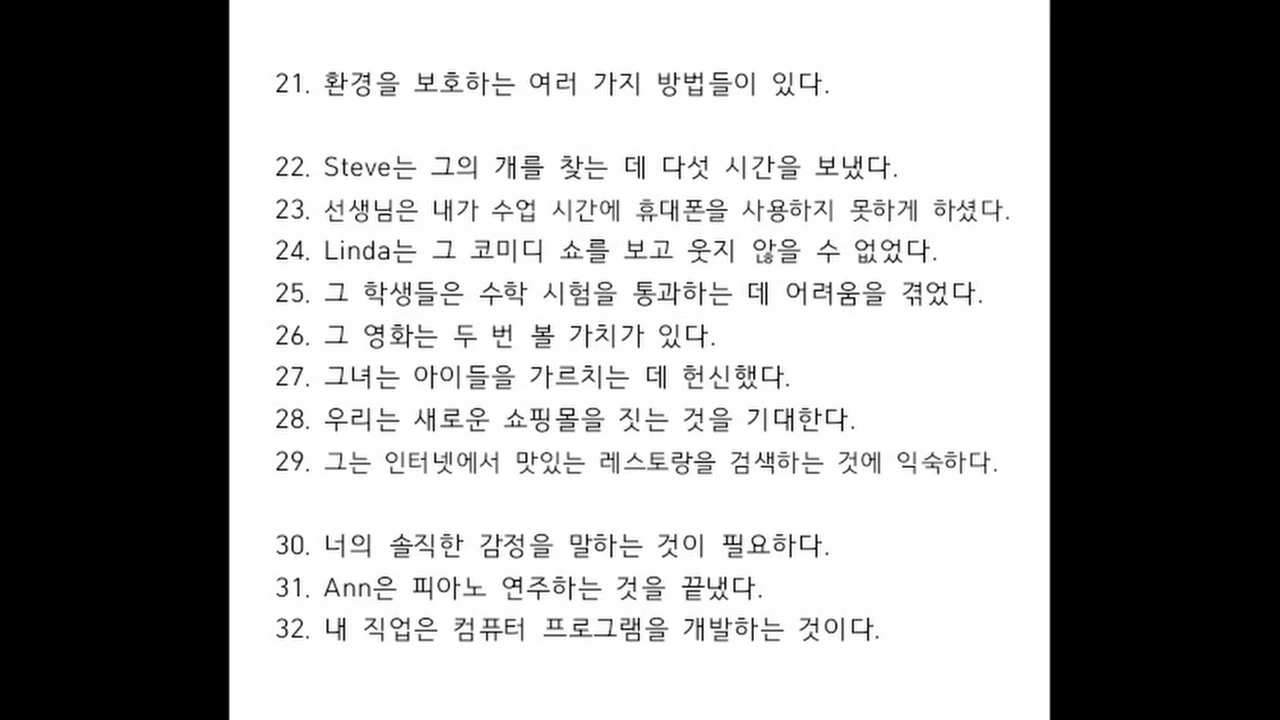 21. 환경을 보호하는 여러 가지 방법들이 있다.
22. Steve는 그의 개를 찾는 데 다섯 시간을 보냈다.
23. 선생님은 내가 수업 시간에 휴대폰을 사용하지 못하게 하셨다.
24. Linda는 그 코미디 쇼를 보고 웃지 않을 수 없었다.
25. 그 학생들은 수학 시험을 통과하는 데 어려움을 겪었다.
26. 그 영화는 두 번 볼 가치가 있다.
27. 그녀는 아이들을 가르치는 데 헌신했다.
28. 우리는 새로운 쇼핑몰을 짓는 것을 기대한다.
29. 그는 인터넷에서 맛있는 레스토랑을 검색하는 것에 익숙하다.
30. 너의 솔직한 감정을 말하는 것이 필요하다.
31. Ann은 피아노 연주하는 것을 끝냈다.
32. 내 직업은 컴퓨터 프로그램을 개발하는 것이다.